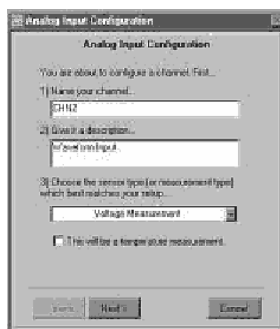 Analog Input Configuration
Analog Input Configuration
You are about to configure a channel. First...
1) Name your channel...
CHN2
2) Give it a description...
Waveform Input
3) Choose the sensor type (or measurement type)
which best matches your setup...
Voltage Measurement
This will be a temperature measurement.
Next >
Cancel